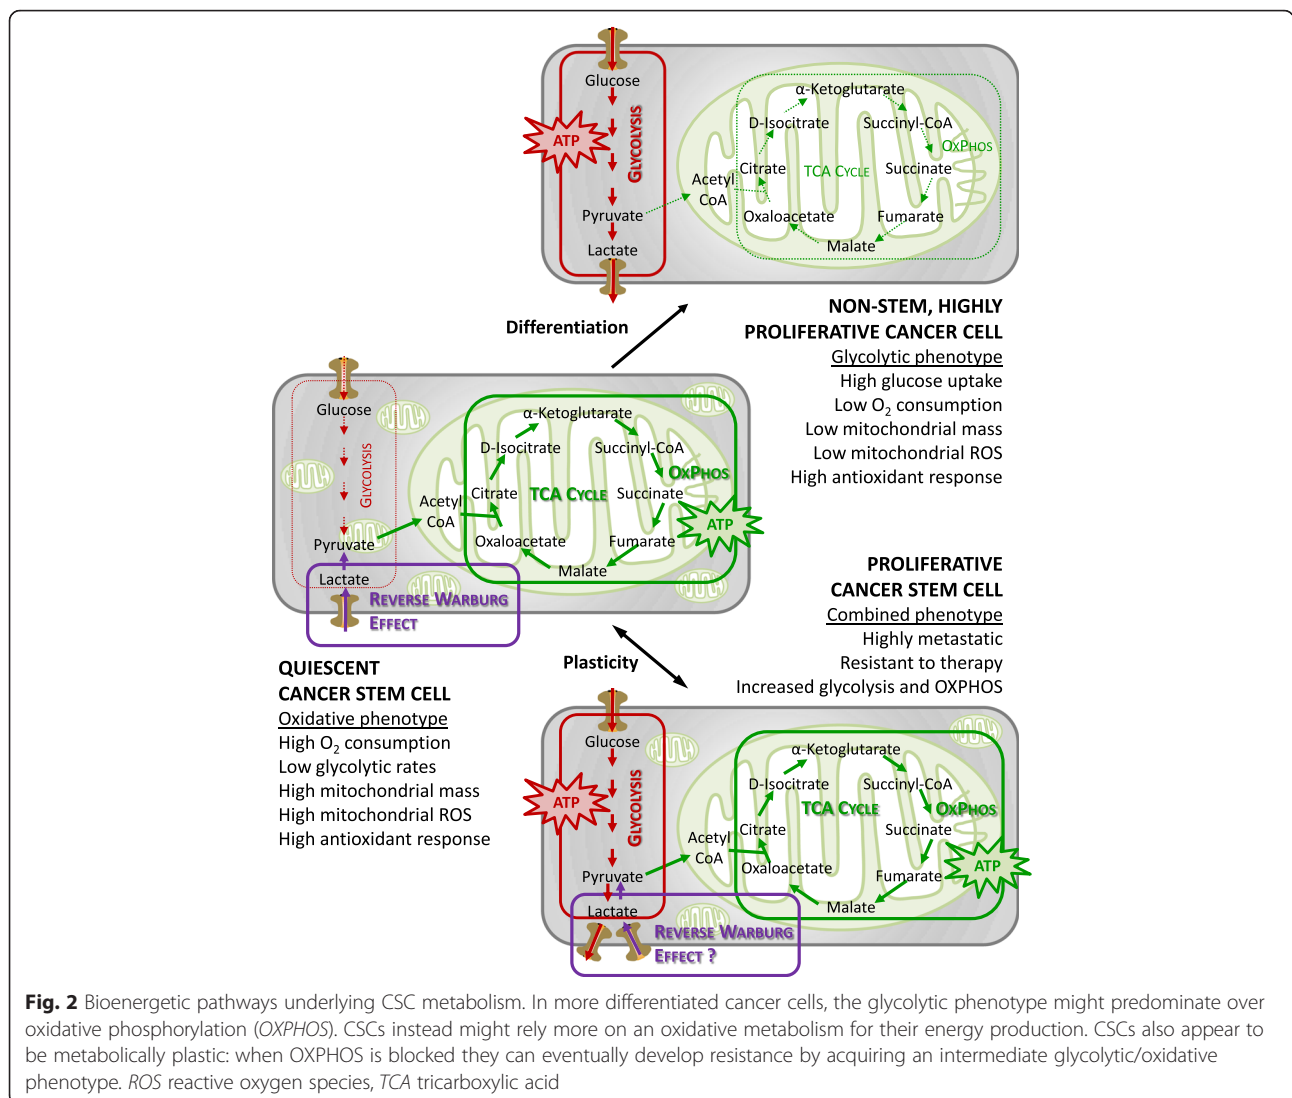 Glucose
GLYCOLYSIS
ATP
Pyruvate
Lactate
Acetyl
CoA
α-Ketoglutarate
D-Isocitrate
Succinyl-CoA
OXPHOS
Citrate
TCA CYCLE
Succinate
Oxaloacetate
Fumarate
Malate
Differentiation
NON-STEM, HIGHLY
PROLIFERATIVE CANCER CELL
Glycolytic phenotype
High glucose uptake
Low O2 consumption
Low mitochondrial mass
Low mitochondrial ROS
High antioxidant response
Glucose
GLYCOLYSIS
Pyruvate
Lactate
REVERSE WARBURG
EFFECT
Acetyl
CoA
α-Ketoglutarate
D-Isocitrate
Succinyl-CoA
OXPHOS
Citrate
TCA CYCLE
Succinate
ATP
Oxaloacetate
Fumarate
Malate
QUIESCENT
CANCER STEM CELL
Oxidative phenotype
High O2 consumption
Low glycolytic rates
High mitochondrial mass
High mitochondrial ROS
High antioxidant response
Plasticity
PROLIFERATIVE
CANCER STEM CELL
Combined phenotype
Highly metastatic
Resistant to therapy
Increased glycolysis and OXPHOS
Glucose
GLYCOLYSIS
ATP
Pyruvate
Lactate
REVERSE WARBURG
EFFECT ?
Acetyl
CoA
α-Ketoglutarate
D-Isocitrate
Succinyl-CoA
TCA CYCLE
OXPHOS
Citrate
Succinate
Oxaloacetate
Fumarate
ATP
Malate
Fig. 2 Bioenergetic pathways underlying CSC metabolism. In more differentiated cancer cells, the glycolytic phenotype might predominate over
oxidative phosphorylation (OXPHOS). CSCs instead might rely more on an oxidative metabolism for their energy production. CSCs also appear to
be metabolically plastic: when OXPHOS is blocked they can eventually develop resistance by acquiring an intermediate glycolytic/oxidative
phenotype. ROS reactive oxygen species, TCA tricarboxylic acid